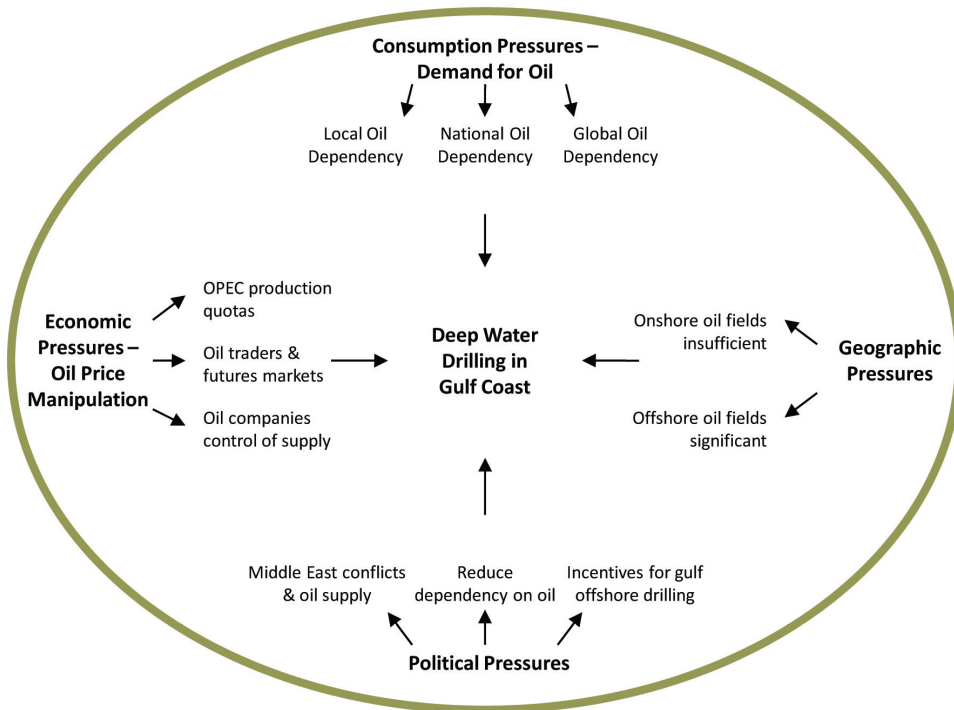 Consumption Pressures –
Demand for Oil
Local Oil
Dependency
National Oil
Dependency
Global Oil
Dependency
Economic
Pressures –
Oil Price
Manipulation
OPEC production
quotas
Oil traders &
futures markets
Oil companies
control of supply
Deep Water
Drilling in
Gulf Coast
Onshore oil fields
insufficient
Offshore oil fields
significant
Geographic
Pressures
Middle East conflicts
& oil supply
Reduce
dependency on oil
Incentives for gulf
offshore drilling
Political Pressures